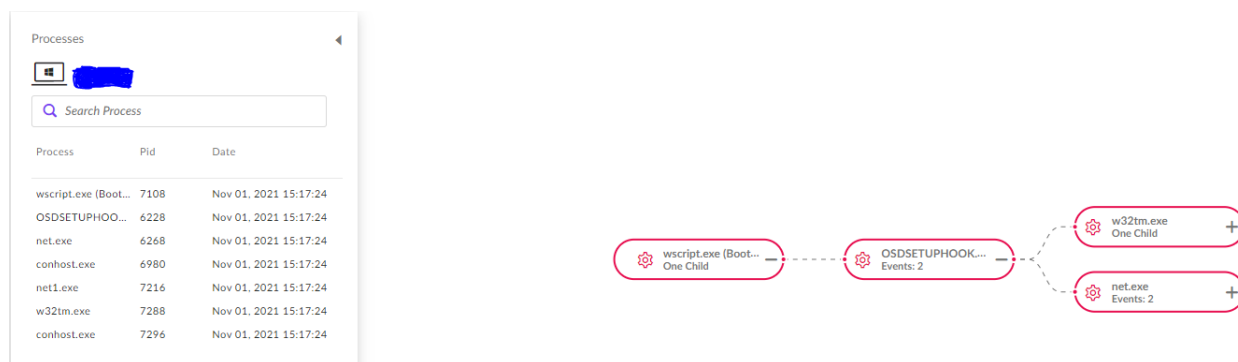 Processes
Search Process
Process Pid Date
wscript.exe (Boot... 7108 Nov 01, 2021 15:17:24
OSDSETUPHOO... 6228 Nov 01, 2021 15:17:24
net.exe 6268 Nov 01, 2021 15:17:24
conhost.exe 6980 Nov 01, 2021 15:17:24
net1.exe 7216 Nov 01, 2021 15:17:24
w32tm.exe 7288 Nov 01, 2021 15:17:24
conhost.exe 7296 Nov 01, 2021 15:17:24
wscript.exe (Boot...
One Child
OSDSETUPHOOK....
Events: 2
w32tm.exe
One Child
net.exe
Events: 2